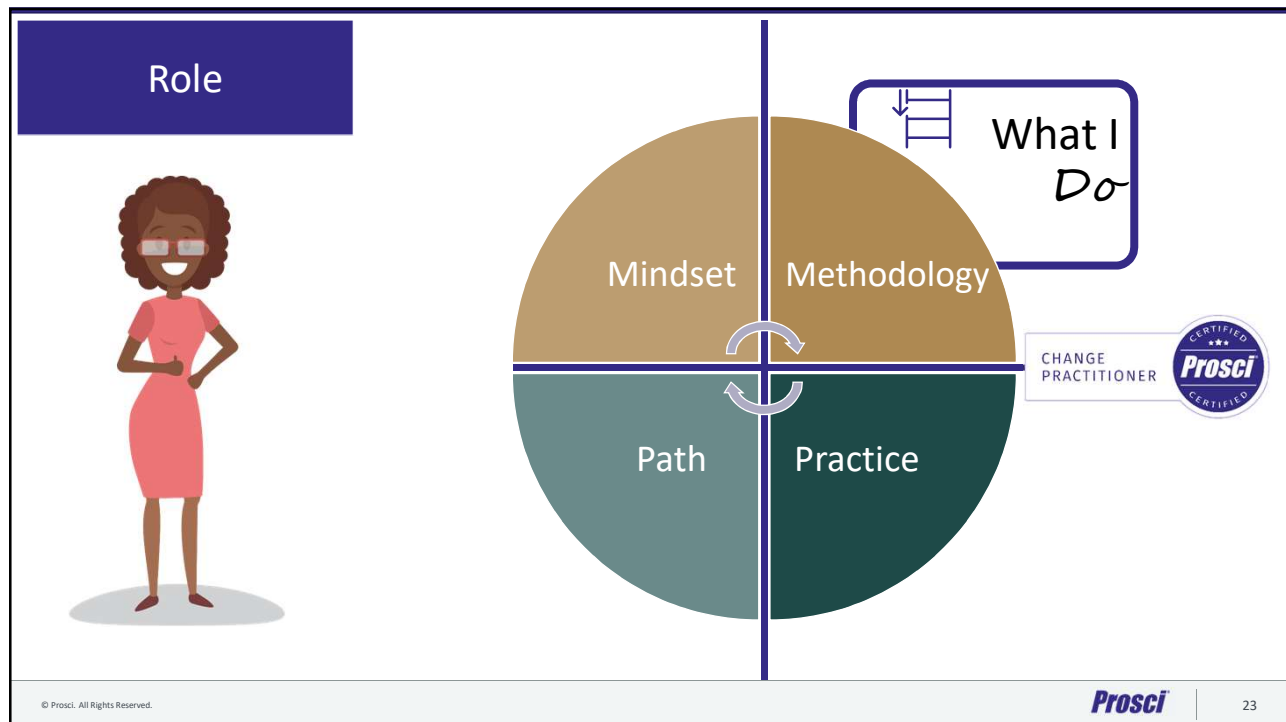 Role
What I
Do
Mindset
Methodology
Path
Practice
CHANGE
PRACTITIONER
CERTIFIED
Prosci
CERTIFIED
© Prosci. All Rights Reserved.
Prosci
23